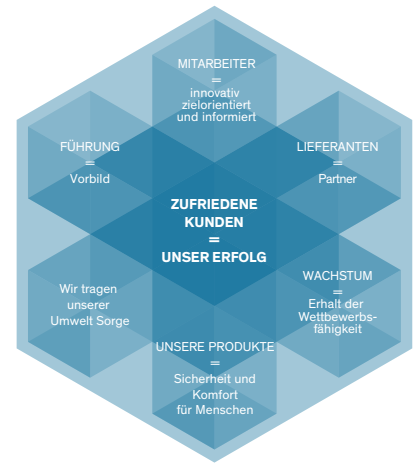 MITARBEITER
=
innovativ
zielorientiert
und informiert
FÜHRUNG
=
Vorbild
LIEFERANTEN
=
Partner
ZUFRIEDENE
KUNDEN
=
UNSER ERFOLG
Wir tragen
unserer
Umwelt Sorge
WACHSTUM
=
Erhalt der
Wettbewerbs-
fähigkeit
UNSERE PRODUKTE
=
Sicherheit und
Komfort
für Menschen